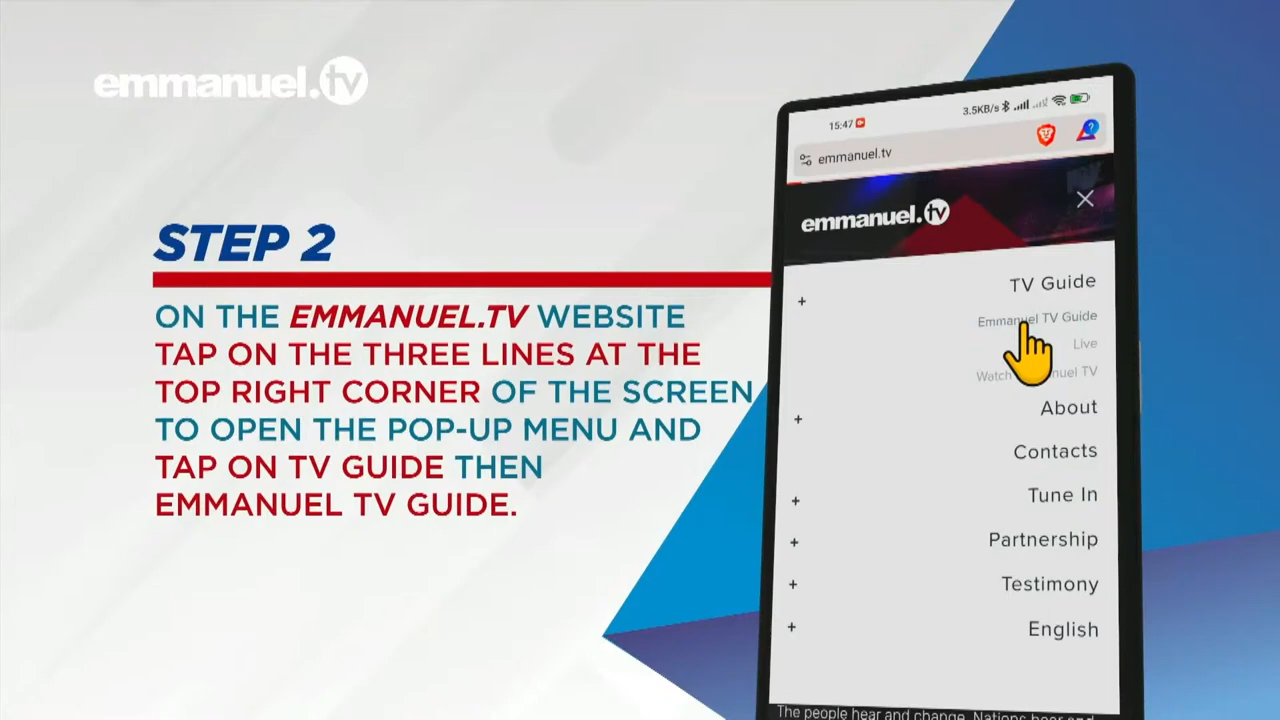 emmanuel.tv
STEP 2
ON THE EMMANUEL.TV WEBSITE
TAP ON THE THREE LINES AT THE
TOP RIGHT CORNER OF THE SCREEN
TO OPEN THE POP-UP MENU AND
TAP ON TV GUIDE THEN
EMMANUEL TV GUIDE.
15:47
3.5KB/s
emmanuel.tv
?
emmanuel.tv
TV Guide
Emmanuel TV Guide
Live
Watch TV
About
Contacts
Tune In
Partnership
Testimony
English
The people hear and change. Nations hear and